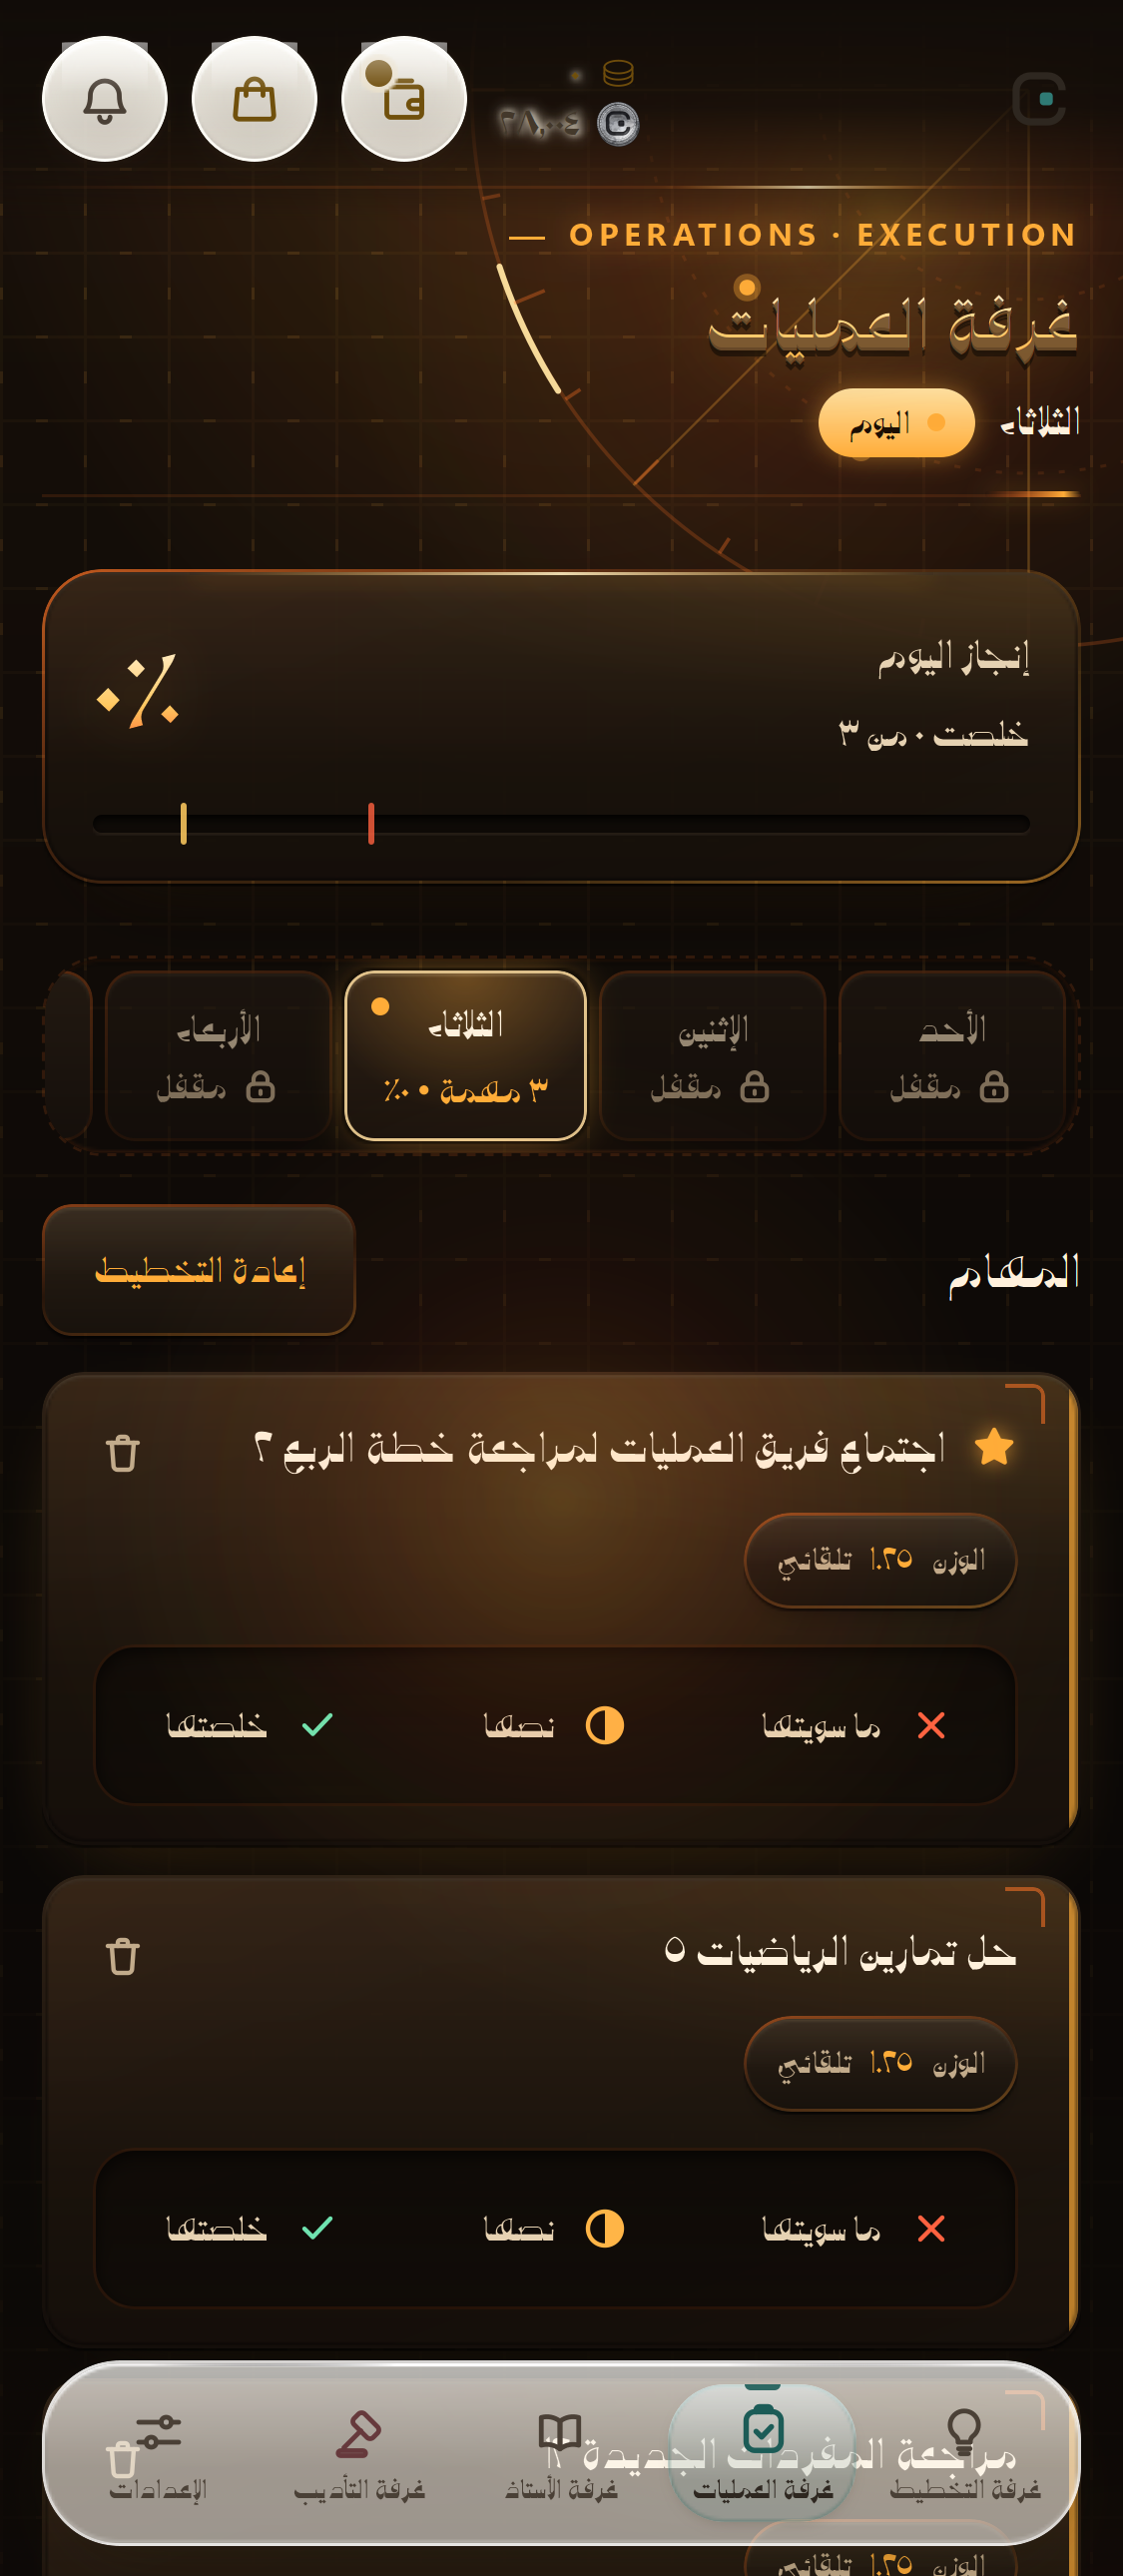 ٢٨,٠٠٤
OPERATIONS · EXECUTION —
غرفة العمليات
الثلاثاء
اليوم
إنجاز اليوم
خلصت ٠ من ٣
٠٪
الأحد
مقفل
الإثنين
مقفل
الثلاثاء
٣ مهمة • ٠٪
الأربعاء
مقفل
المهام
إعادة التخطيط
اجتماع فريق العمليات لمراجعة خطة الربع ٢
الوزن ١.٢٥ تلقائي
ما سويتها
نصها
خلصتها
حل تمارين الرياضيات ٥
الوزن ١.٢٥ تلقائي
ما سويتها
نصها
خلصتها
مراجعة المفردات الجديدة
غرفة التخطيط
غرفة العمليات
غرفة الأستاذ
غرفة التأديب
الإعدادات
الوزن ١.٢٥ تلقائي